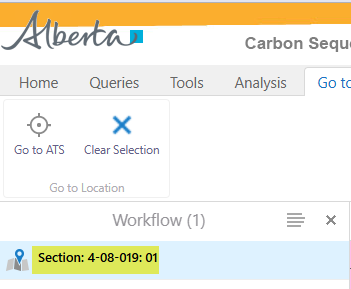 Alberta
Carbon Sequ
Home Queries Tools Analysis Go to
Go to ATS Clear Selection
Go to Location
Workflow (1)
Section: 4-08-019: 01